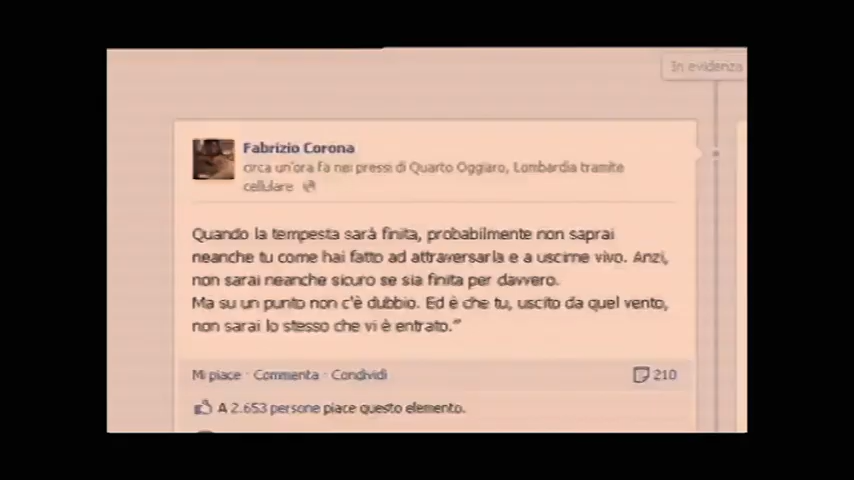 In evidenza
Fabrizio Corona
circa un'ora fa nei pressi di Quarto Oggiaro, Lombardia tramite
cellulare
Quando la tempesta sarà finita, probabilmente non saprai
neanche tu come hai fatto ad attraversarla e a uscirne vivo. Anzi,
non sarai neanche sicuro se sia finita per davvero.
Ma su un punto non c'è dubbio. Ed è che tu, uscito da quel vento,
non sarai lo stesso che vi è entrato."
Mi piace · Commenta · Condividi 210
A 2.653 persone piace questo elemento.